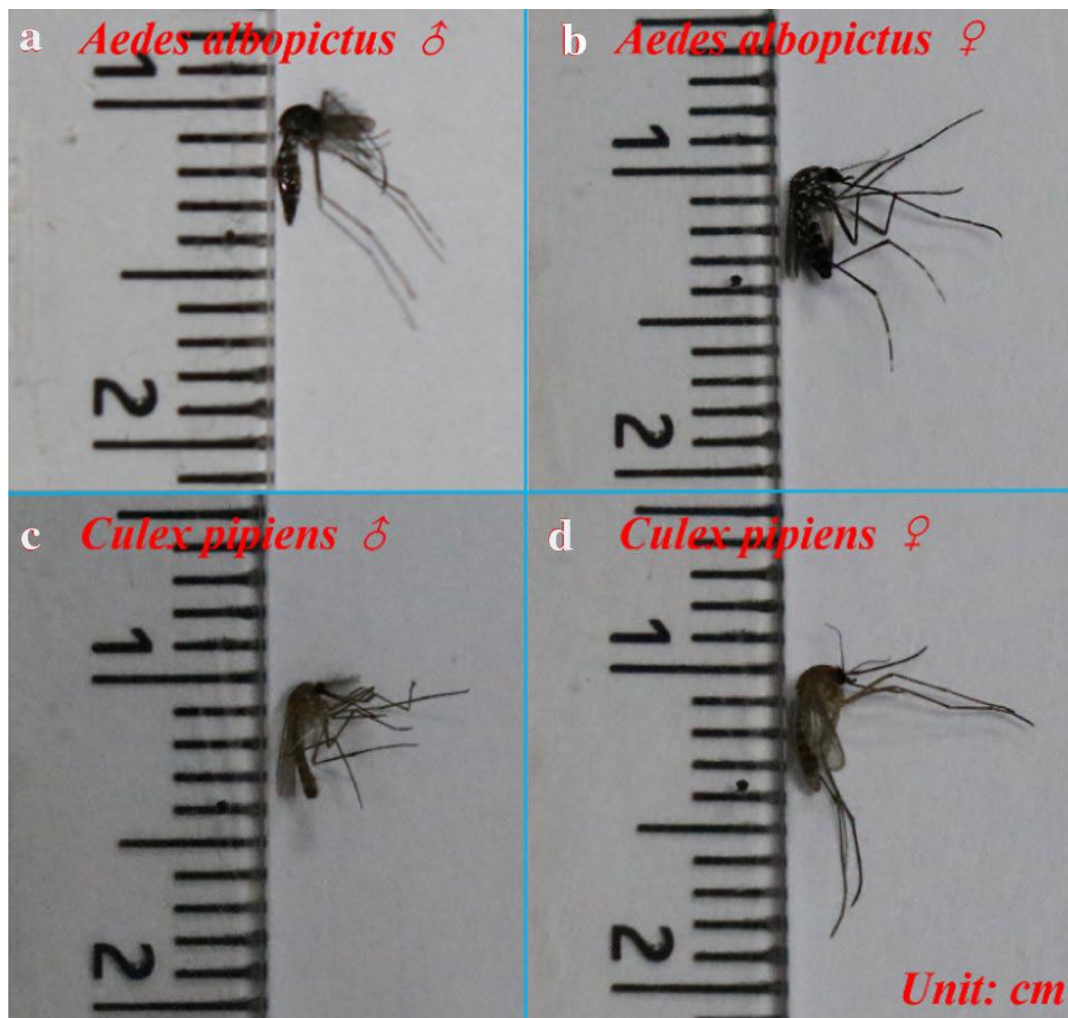 a Aedes albopictus ♂
b Aedes albopictus ♀
1
1
2
2
c Culex pipiens ♂
d Culex pipiens ♀
1
1
2
2
Unit: cm